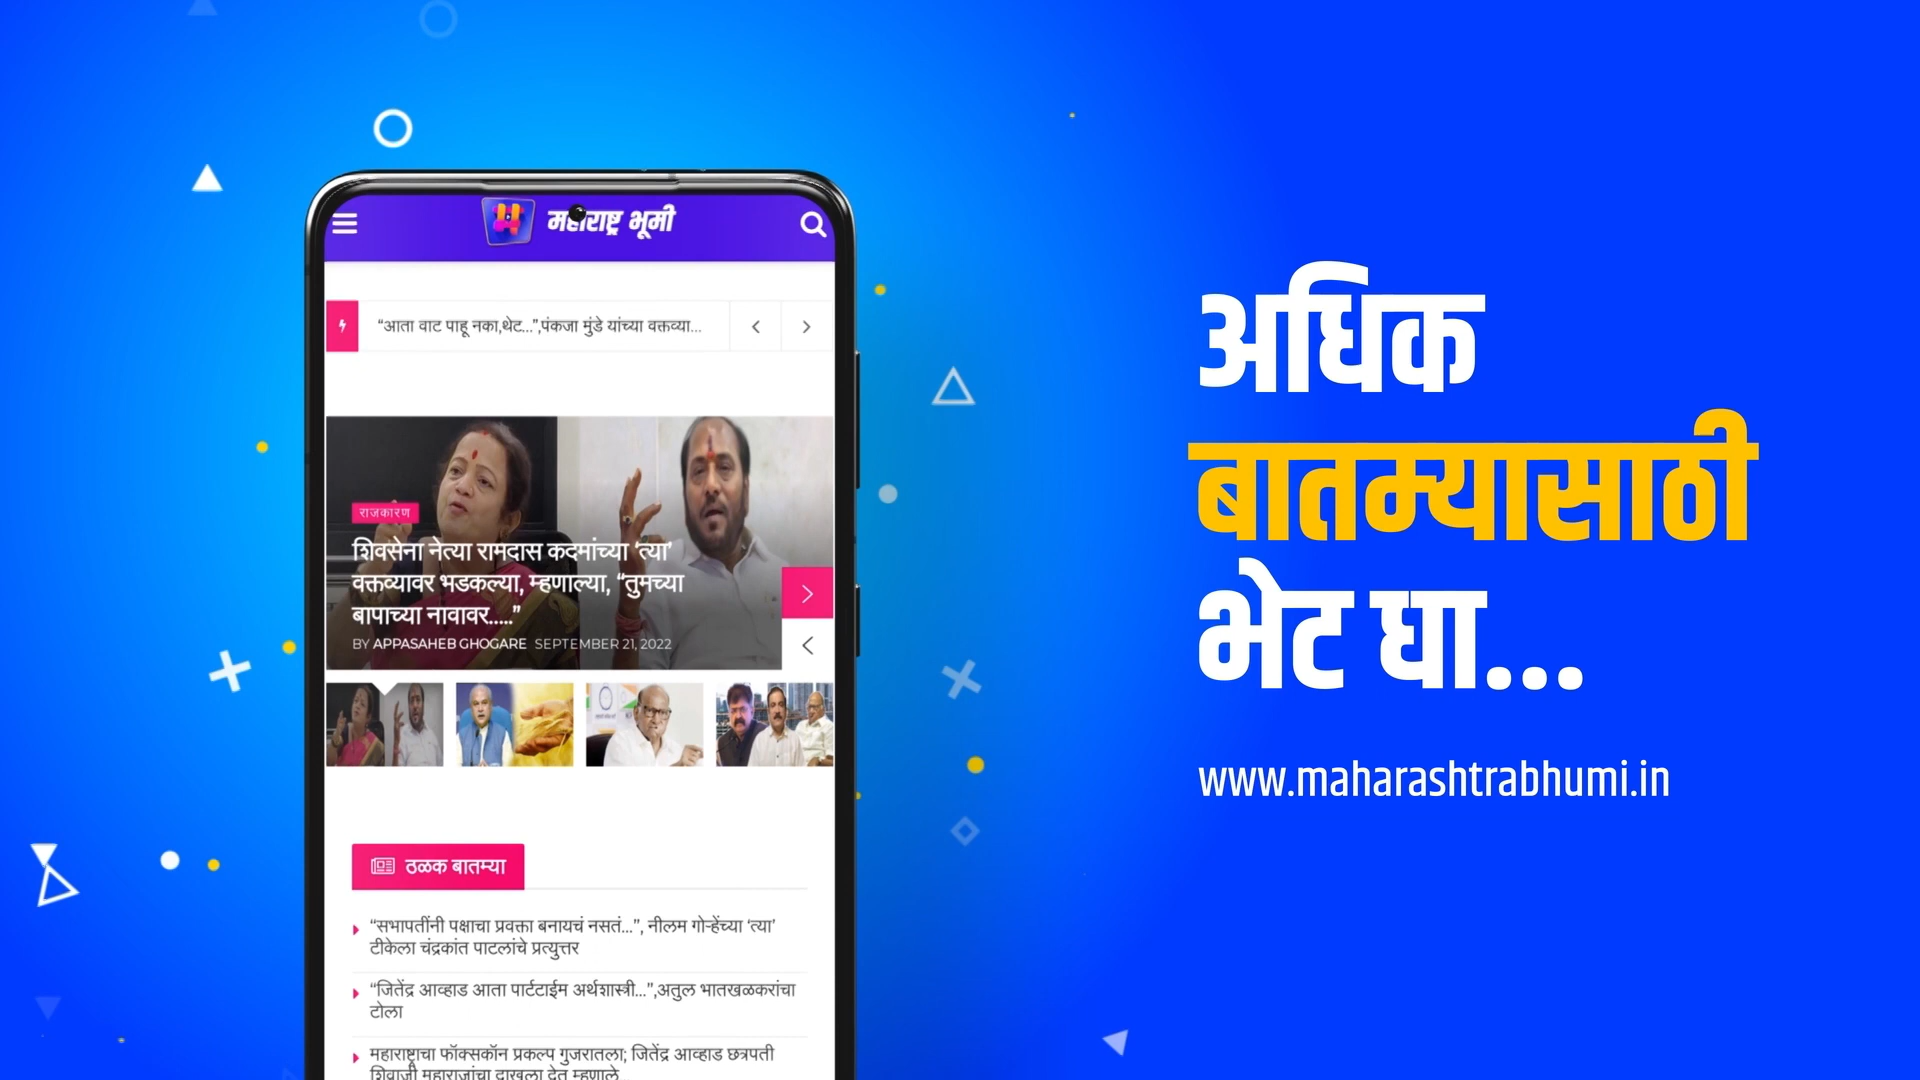 महाराष्ट्र भूमी
“आता वाट पाहू नका,थेट...”,पंकजा मुंडे यांच्या वक्तव्या...
राजकारण
शिवसेना नेत्या रामदास कदमांच्या ‘त्या’
वक्तव्यावर भडकल्या, म्हणाल्या, “तुमच्या
बापाच्या नावावर.....”
BY APPASAHEB GHOGARE SEPTEMBER 21, 2022
ठळक बातम्या
“सभापतींनी पक्षाचा प्रवक्ता बनायचं नसतं...”, नीलम गोऱ्हेंच्या ‘त्या’
टीकेला चंद्रकांत पाटलांचे प्रत्युत्तर
“जितेंद्र आव्हाड आता पार्टटाईम अर्थशास्त्री...”,अतुल भातखळकरांचा
टोला
महाराष्ट्राचा फॉक्सकॉन प्रकल्प गुजरातला; जितेंद्र आव्हाड छत्रपती
शिवाजी महाराजांचा दाखला देत म्हणाले...
अधिक
बातम्यासाठी
भेट घा...
www.maharashtrabhumi.in